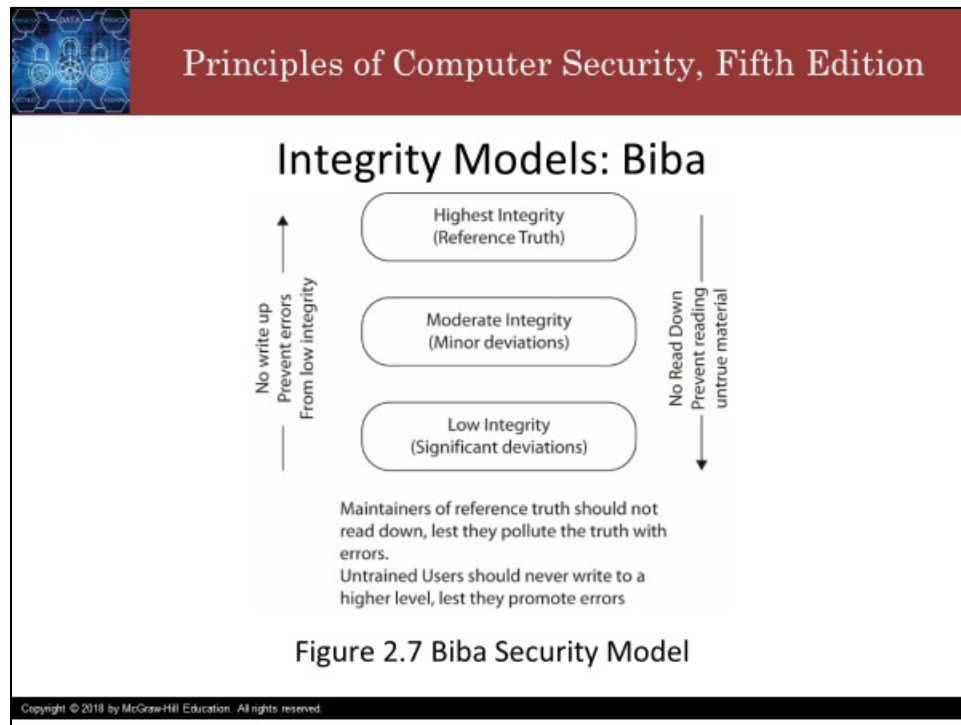 DATA
Principles of Computer Security, Fifth Edition
Integrity Models: Biba
No write up
Prevent errors
From low integrity
Highest Integrity
(Reference Truth)
Moderate Integrity
(Minor deviations)
Low Integrity
(Significant deviations)
No Read Down
Prevent reading
untrue material
Maintainers of reference truth should not
read down, lest they pollute the truth with
errors.
Untrained Users should never write to a
higher level, lest they promote errors
Figure 2.7 Biba Security Model
Copyright © 2018 by McGraw-Hill Education. All rights reserved.